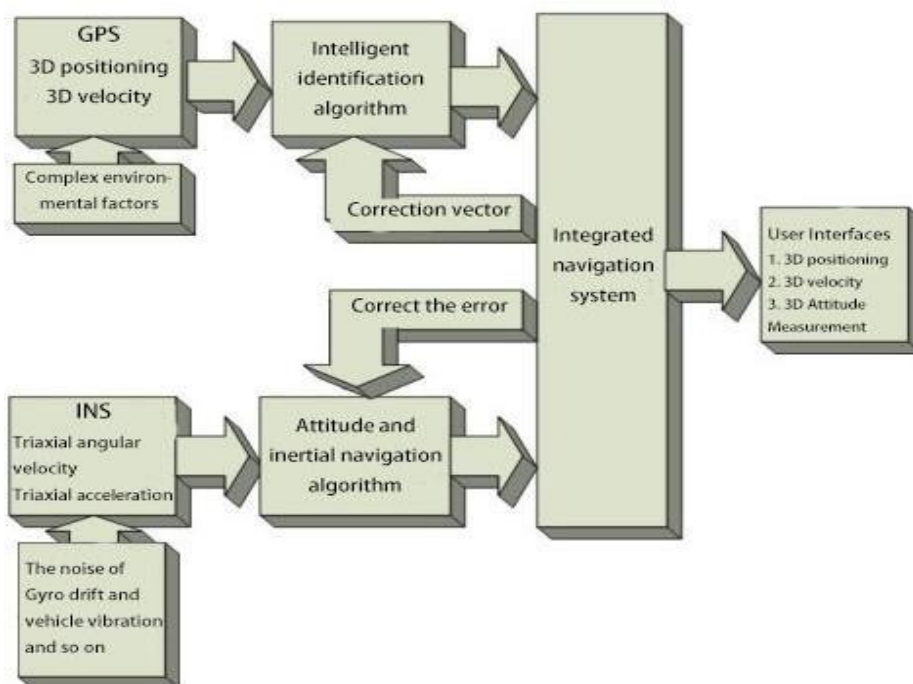 GPS
3D positioning
3D velocity
Complex environ-
mental factors
Intelligent
identification
algorithm
Correction vector
Correct the error
INS
Triaxial angular
velocity
Triaxial acceleration
The noise of
Gyro drift and
vehicle vibration
and so on
Attitude and
inertial navigation
algorithm
Integrated
navigation
system
User Interfaces
1. 3D positioning
2. 3D velocity
3. 3D Attitude
Measurement